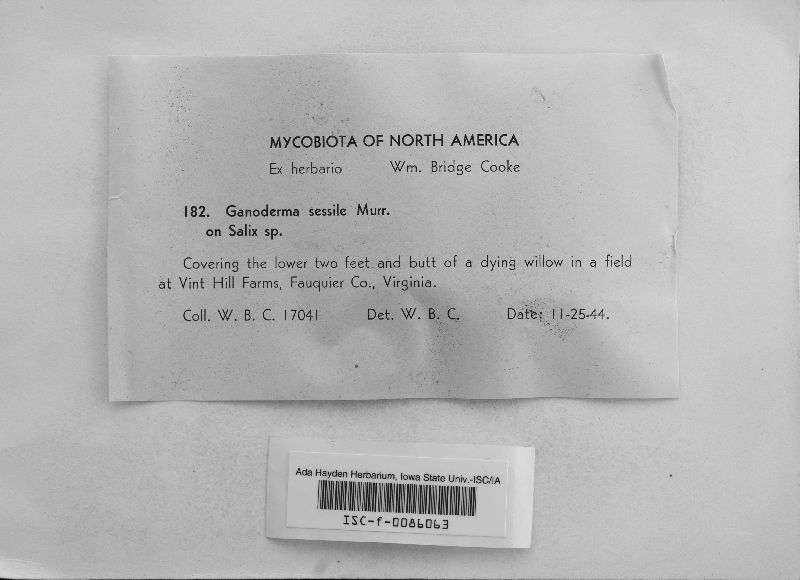 MYCOBIOTA OF NORTH AMERICA
Ex herbario Wm. Bridge Cooke
182. Ganoderma sessile Murr.
on Salix sp.
Covering the lower two feet and butt of a dying willow in a field
at Vint Hill Farms, Fauquier Co., Virginia.
Coll. W. B. C. 17041 Det. W. B. C. Date: 11-25-44.
Ada Hayden Herbarium, Iowa State Univ.-ISC/IA
ISC-f-0086063